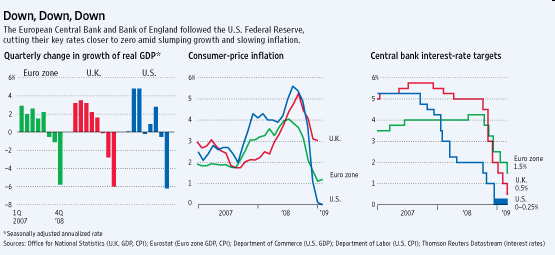 Down, Down, Down
The European Central Bank and Bank of England followed the U.S. Federal Reserve,
cutting their key rates closer to zero amid slumping growth and slowing inflation.
Quarterly change in growth of real GDP*
6%
4
2
0
−2
−4
−6
−8
Euro zone
U.K.
U.S.
1Q
2007
4Q
'08
Consumer-price inflation
6%
5
4
3
2
1
0
U.K.
Euro zone
U.S.
2007
'08
'09
Central bank interest-rate targets
6%
5
4
3
2
1
0
Euro zone
1.5%
U.K.
0.5%
U.S.
0–0.25%
2007
'08
'09
*Seasonally adjusted annualized rate
Sources: Office for National Statistics (U.K. GDP, CPI); Eurostat (Euro zone GDP, CPI); Department of Commerce (U.S. GDP); Department of Labor (U.S. CPI); Thomson Reuters Datastream (interest rates)